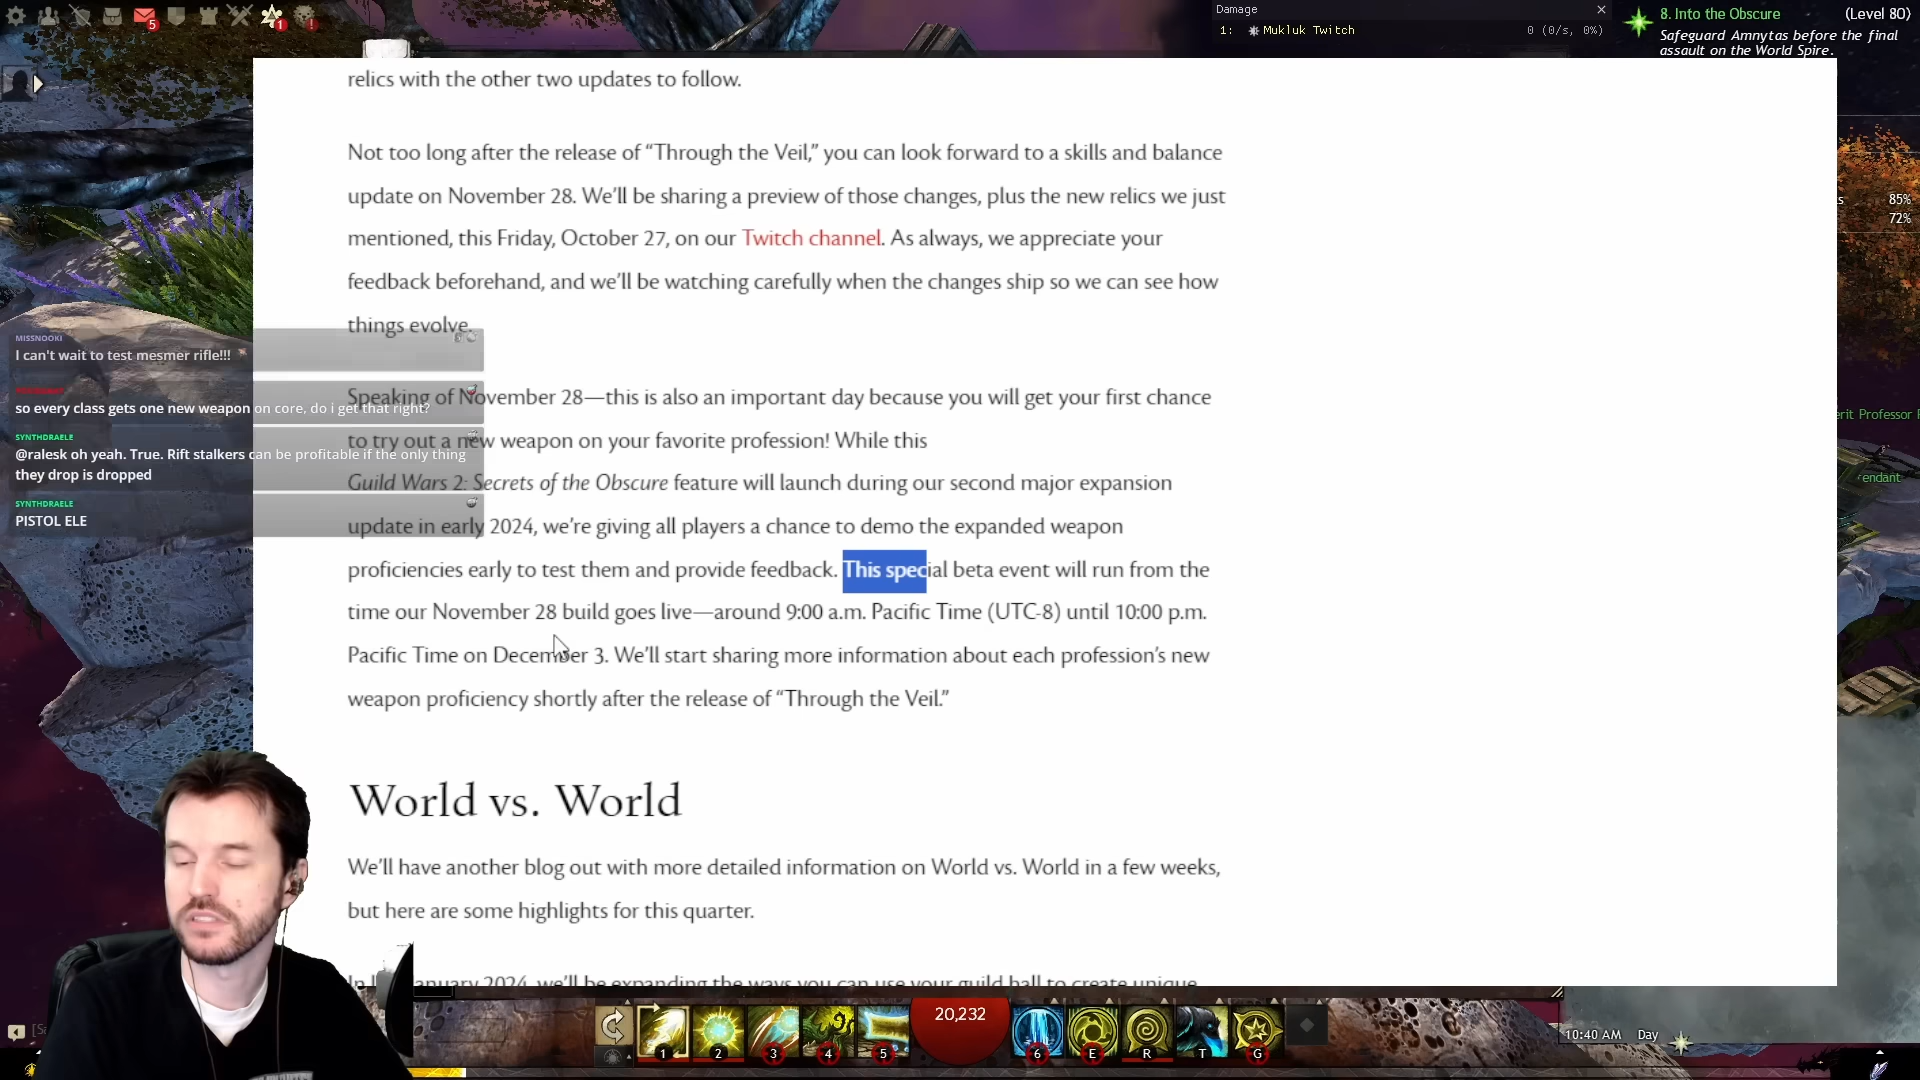 5
1
Damage
1: Mukluk Twitch 0 (0/s, 0%)
8. Into the Obscure (Level 80)
Safeguard Amnytas before the final
assault on the World Spire.
85%
72%
relics with the other two updates to follow.
Not too long after the release of “Through the Veil,” you can look forward to a skills and balance
update on November 28. We’ll be sharing a preview of those changes, plus the new relics we just
mentioned, this Friday, October 27, on our Twitch channel. As always, we appreciate your
feedback beforehand, and we’ll be watching carefully when the changes ship so we can see how
things evolve.
Speaking of November 28—this is also an important day because you will get your first chance
to try out a new weapon on your favorite profession! While this
Guild Wars 2: Secrets of the Obscure feature will launch during our second major expansion
update in early 2024, we’re giving all players a chance to demo the expanded weapon
proficiencies early to test them and provide feedback. This special beta event will run from the
time our November 28 build goes live—around 9:00 a.m. Pacific Time (UTC-8) until 10:00 p.m.
Pacific Time on December 3. We’ll start sharing more information about each profession’s new
weapon proficiency shortly after the release of “Through the Veil.”
World vs. World
We’ll have another blog out with more detailed information on World vs. World in a few weeks,
but here are some highlights for this quarter.
January 2024, we’ll be expanding the ways you can use your guild hall to create unique
MISSNOOKI
I can't wait to test mesmer rifle!!!
so every class gets one new weapon on core, do i get that right?
SYNTHDRAELE
@ralesk oh yeah. True. Rift stalkers can be profitable if the only thing
they drop is dropped
SYNTHDRAELE
PISTOL ELE
erit Professor
endant
1 2 3 4 5
20,232
6 E R T G
10:40 AM Day